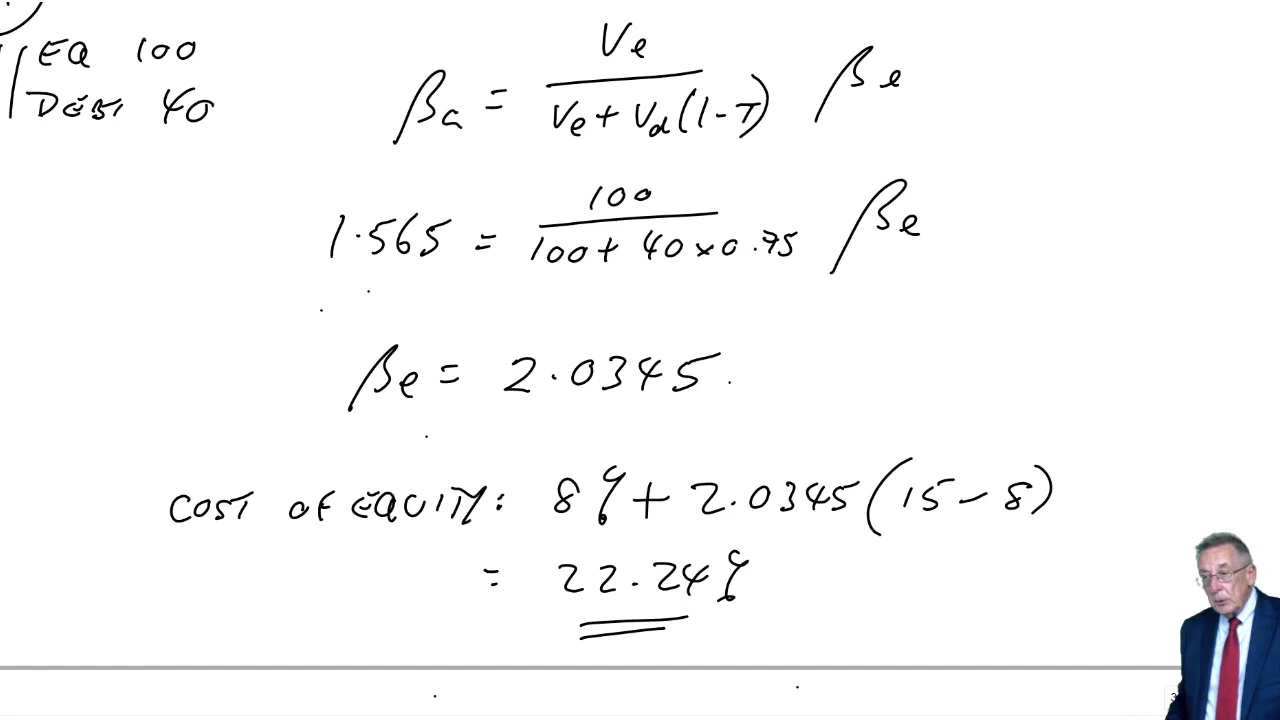 EQ 100
DEBT 40
βa = Ve / (Ve + Vd(1-T)) βe
1.565 = 100 / (100 + 40 x 0.75) βe
βe = 2.0345
COST OF EQUITY: 8% + 2.0345 (15 - 8)
= 22.24%
3